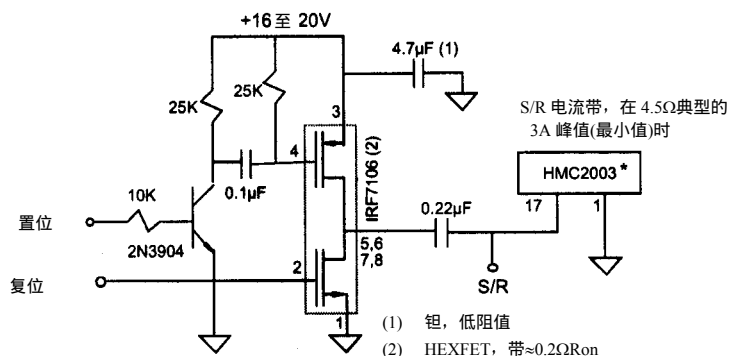 +16至 20V
4.7µF (1)
25K
25K
3
S/R 电流带，在 4.5Ω典型的
3A 峰值(最小值)时
4
0.1µF
IRF7106 (2)
HMC2003 *
17
1
10K
0.22µF
置位
2N3904
5,6
7,8
2
S/R
复位
1
(1) 钽，低阻值
(2) HEXFET，带≈0.2ΩRon